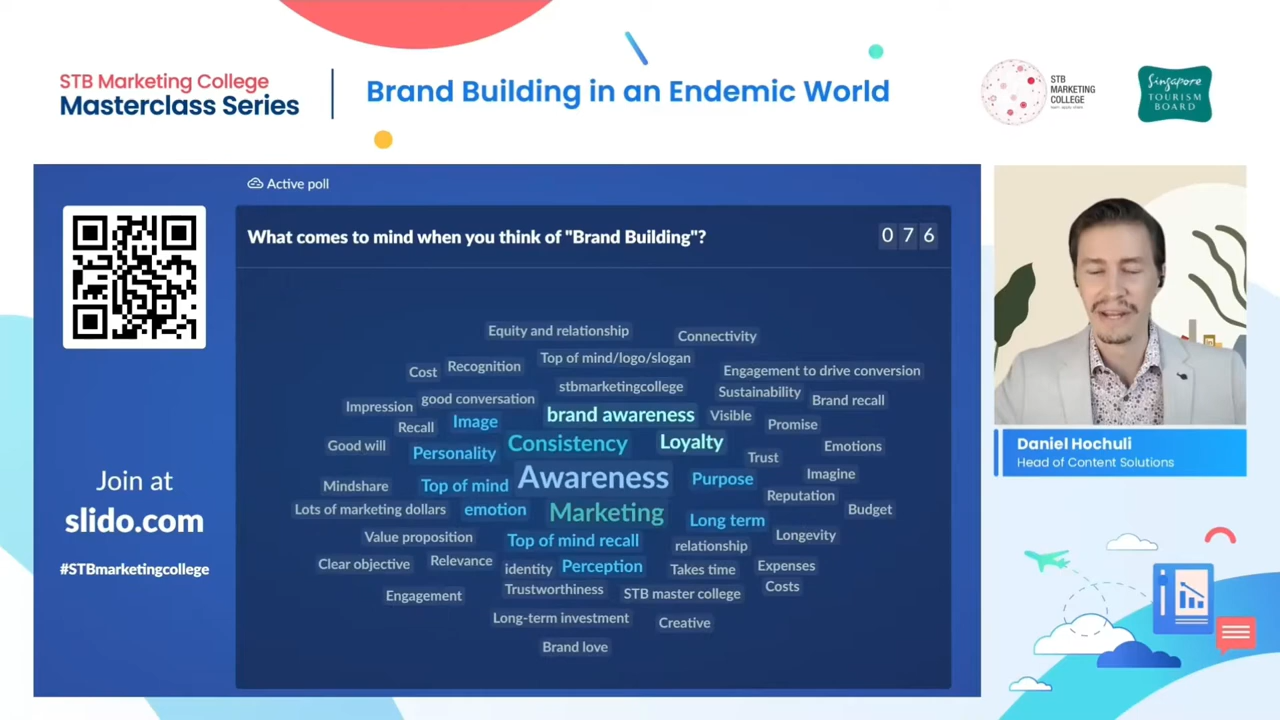 STB Marketing College
Masterclass Series
Brand Building in an Endemic World
STB
MARKETING
COLLEGE
Singapore
TOURISM
BOARD
Active poll
What comes to mind when you think of "Brand Building"?
076
Equity and relationship
Connectivity
Top of mind/logo/slogan
Cost
Recognition
Engagement to drive conversion
stbmarketingcollege
Sustainability
Impression
good conversation
Brand recall
Recall
Image
brand awareness
Visible
Promise
Good will
Personality
Consistency
Loyalty
Trust
Emotions
Mindshare
Top of mind
Awareness
Purpose
Imagine
Reputation
Lots of marketing dollars
emotion
Marketing
Long term
Budget
Value proposition
Top of mind recall
relationship
Longevity
Clear objective
Relevance
identity
Perception
Takes time
Expenses
Engagement
Trustworthiness
STB master college
Costs
Long-term investment
Creative
Brand love
Join at
slido.com
#STBmarketingcollege
Daniel Hochuli
Head of Content Solutions